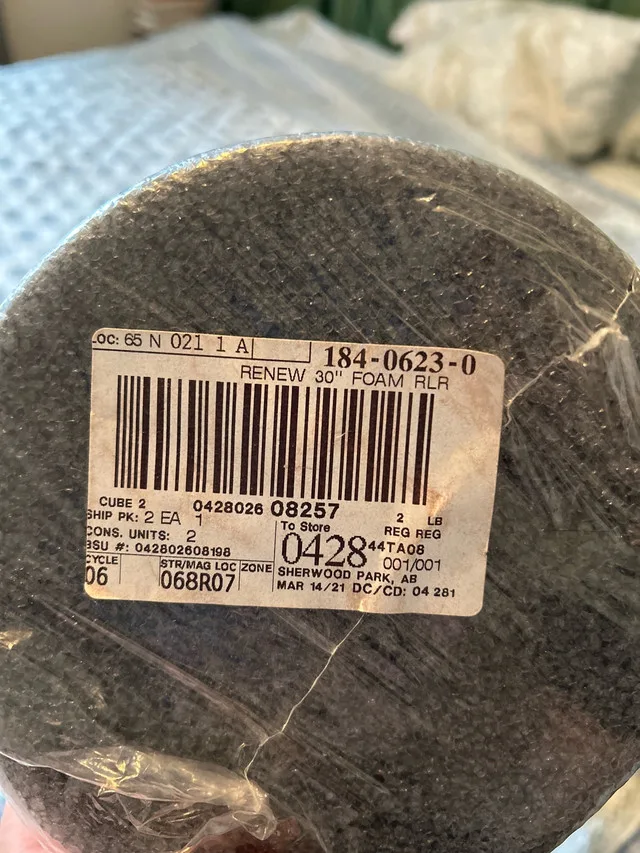 LOC: 65 N 021 1 A
184-0623-0
RENEW 30" FOAM RLR
CUBE 2 0428026 08257 2 LB
SHIP PK: 2 EA 1 REG REG
CONS. UNITS: 2 To Store
0428 44TA08
BSU #: 042802608198 001/001
CYCLE STR/MAG LOC ZONE SHERWOOD PARK, AB
06 068R07 MAR 14/21 DC/CD: 04 281